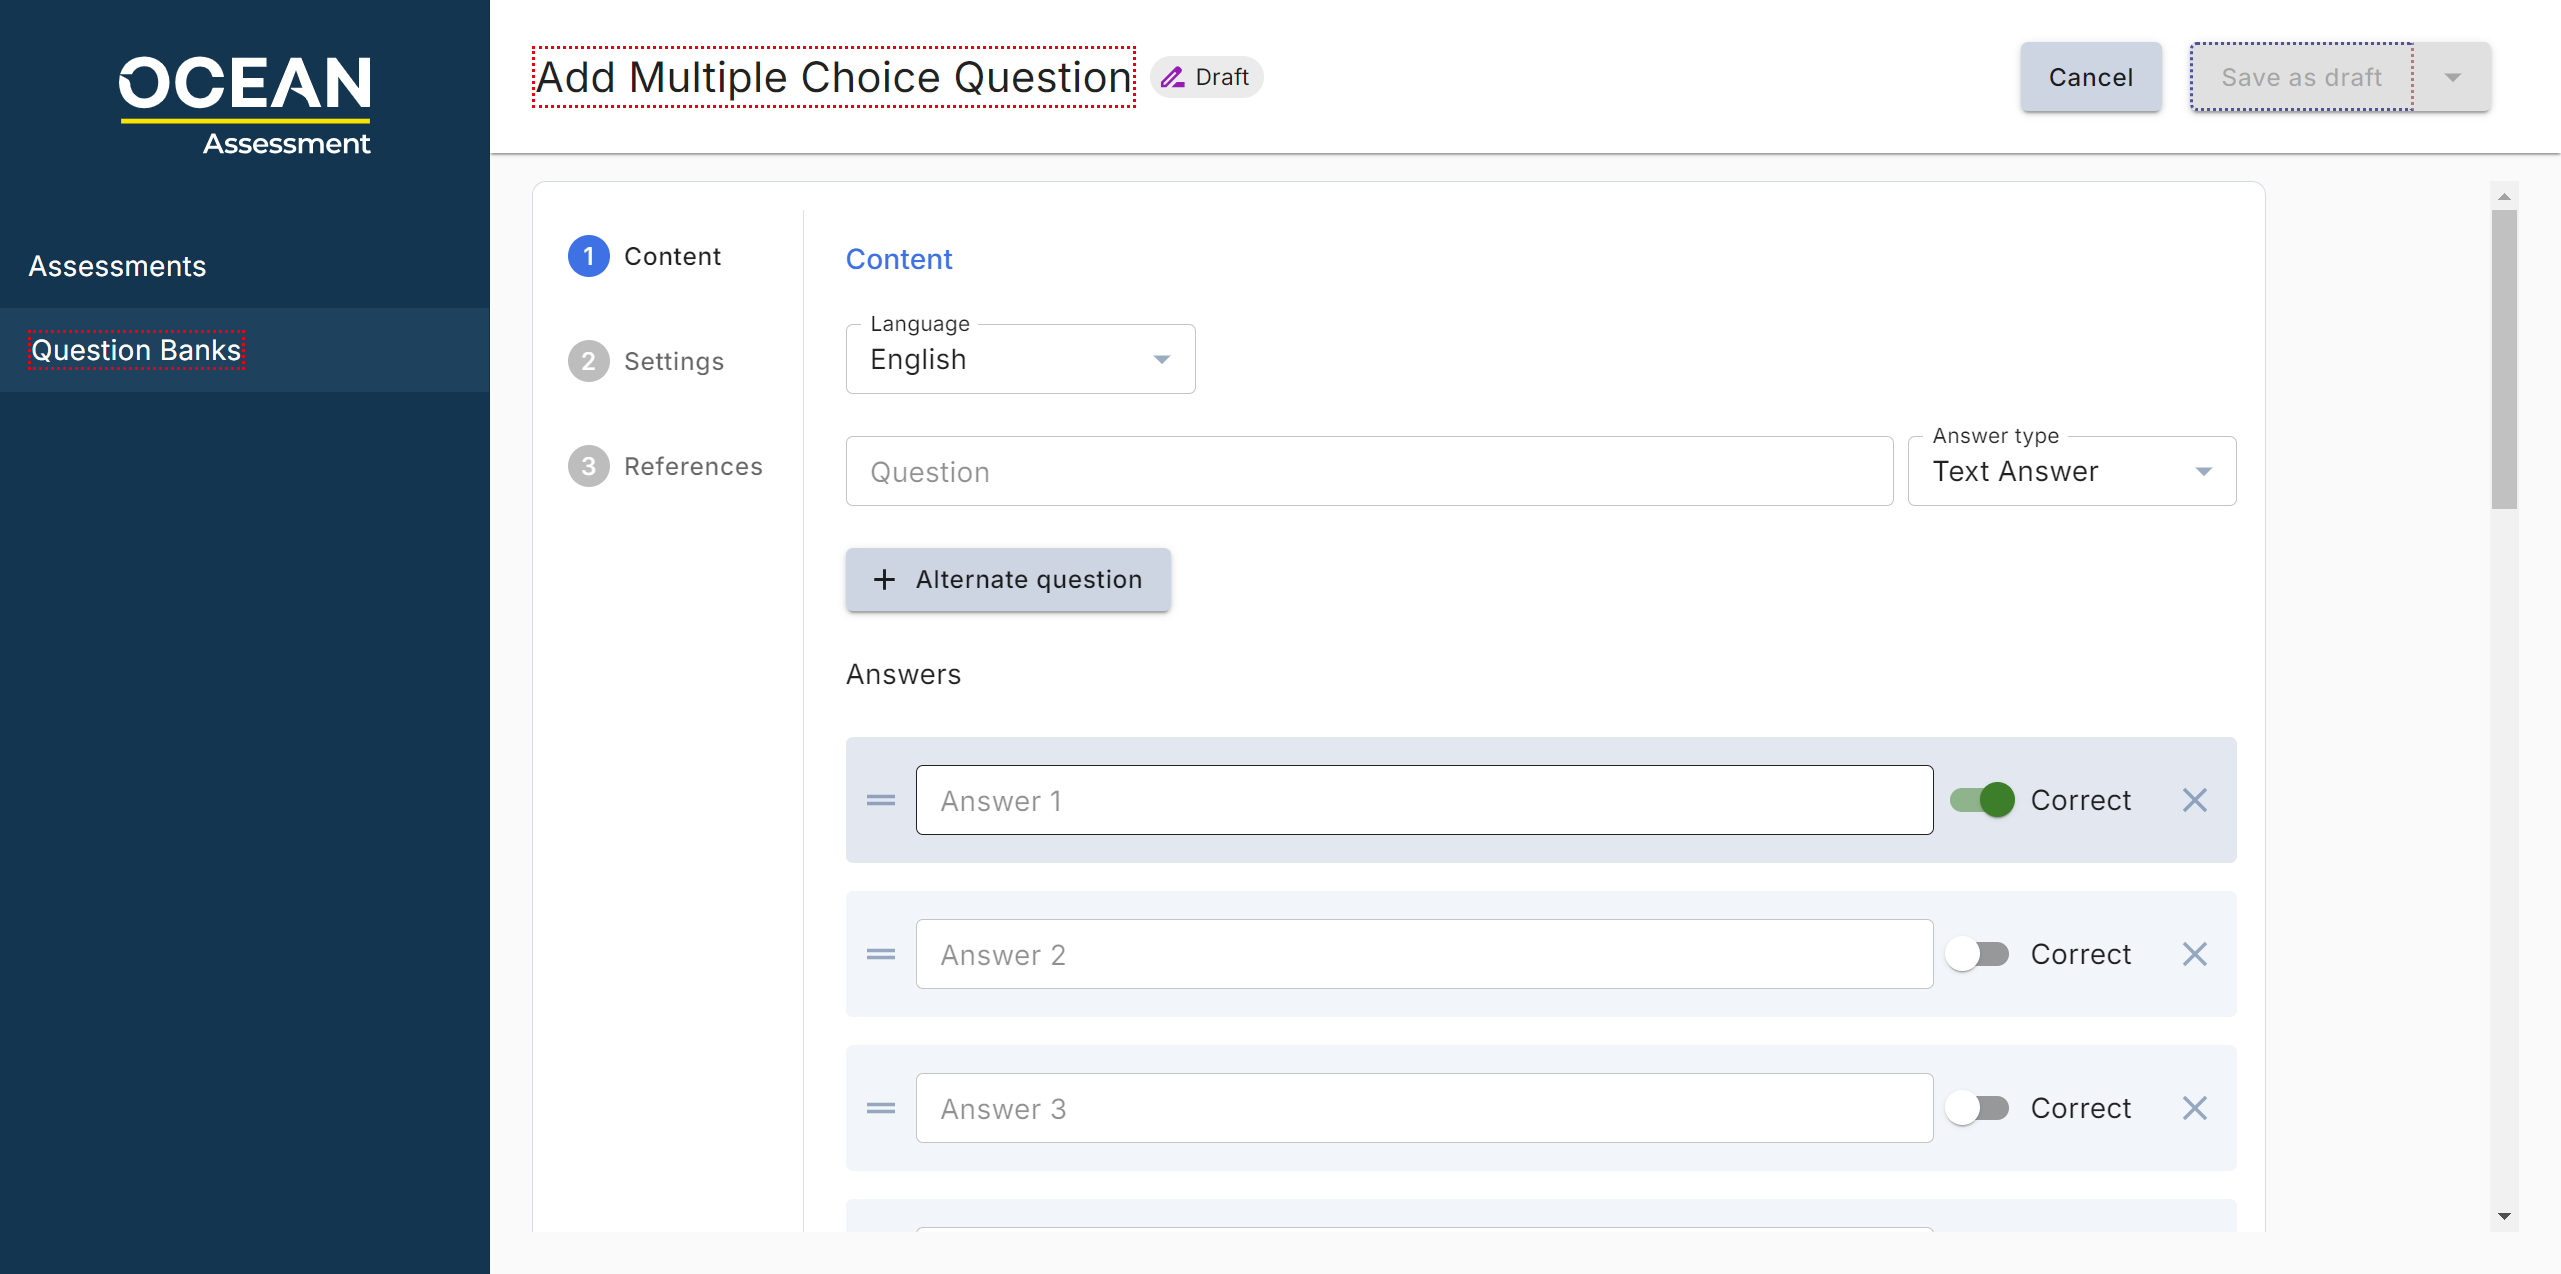 OCEAN
Assessment
Assessments
Question Banks
Add Multiple Choice Question
Draft
Cancel
Save as draft
1 Content
2 Settings
3 References
Content
Language
English
Question
Answer type
Text Answer
+ Alternate question
Answers
Answer 1
Correct
Answer 2
Correct
Answer 3
Correct